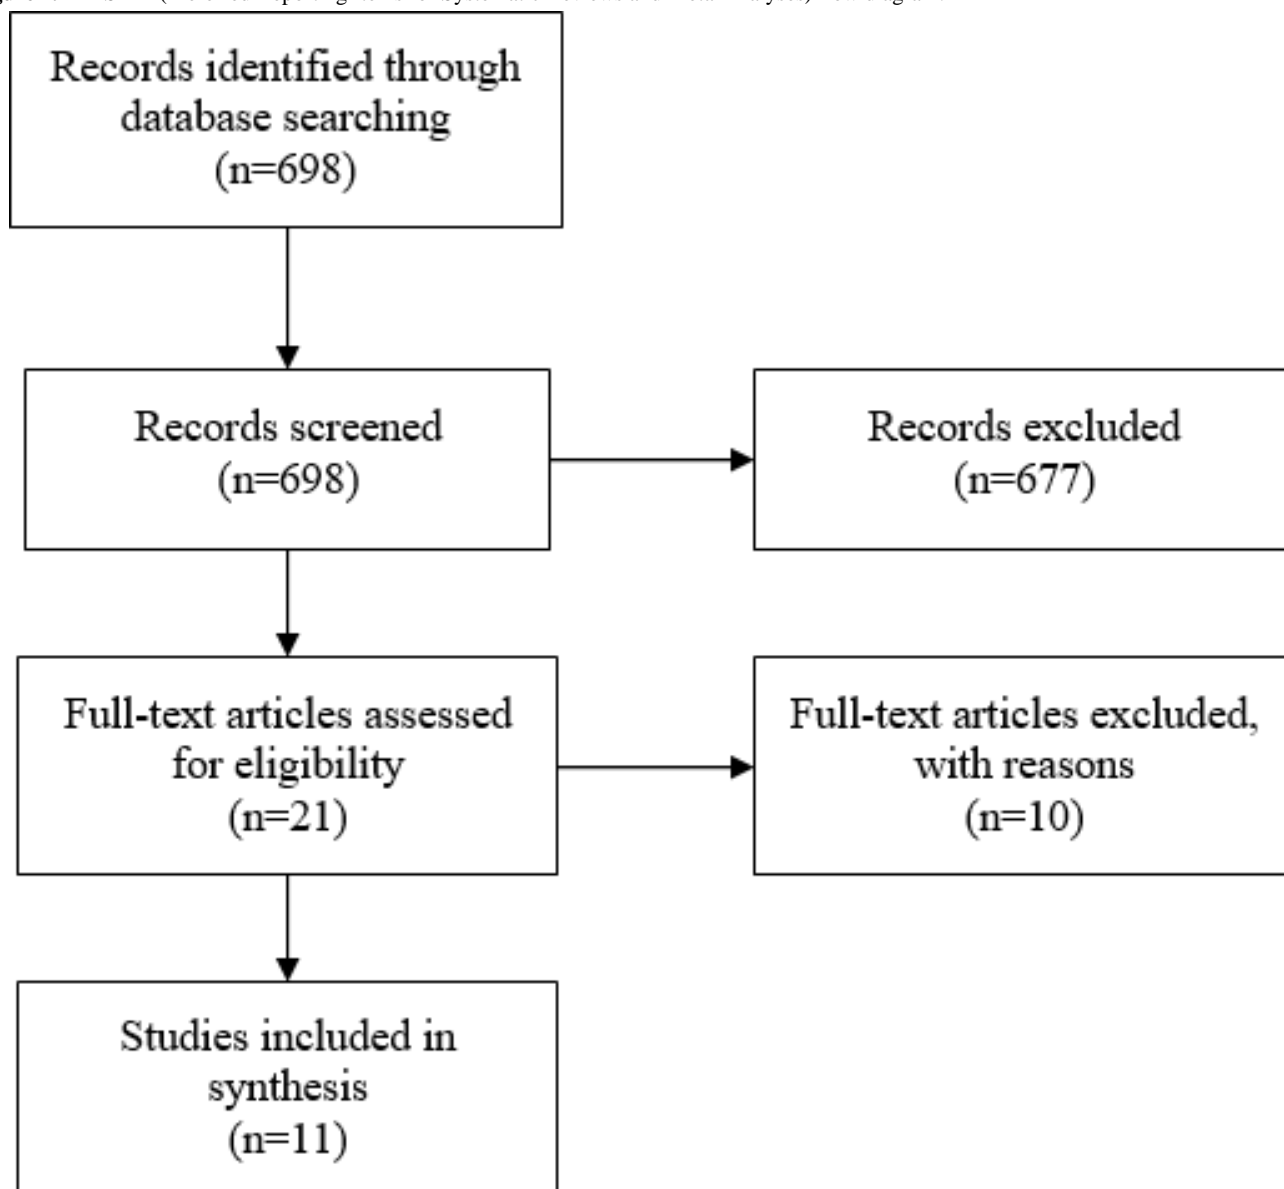 Records identified through
database searching
(n=698)
Records screened
(n=698)
Records excluded
(n=677)
Full-text articles assessed
for eligibility
(n=21)
Full-text articles excluded,
with reasons
(n=10)
Studies included in
synthesis
(n=11)